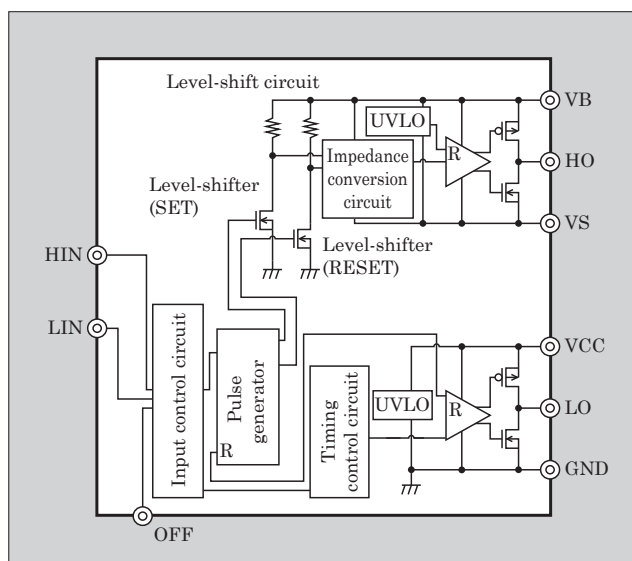 Level-shift circuit
VB
UVLO
R
Impedance
conversion
circuit
HO
Level-shifter
(SET)
VS
Level-shifter
(RESET)
HIN
LIN
Input control circuit
Pulse
generator
R
Timing
control circuit
VCC
UVLO
R
LO
GND
OFF